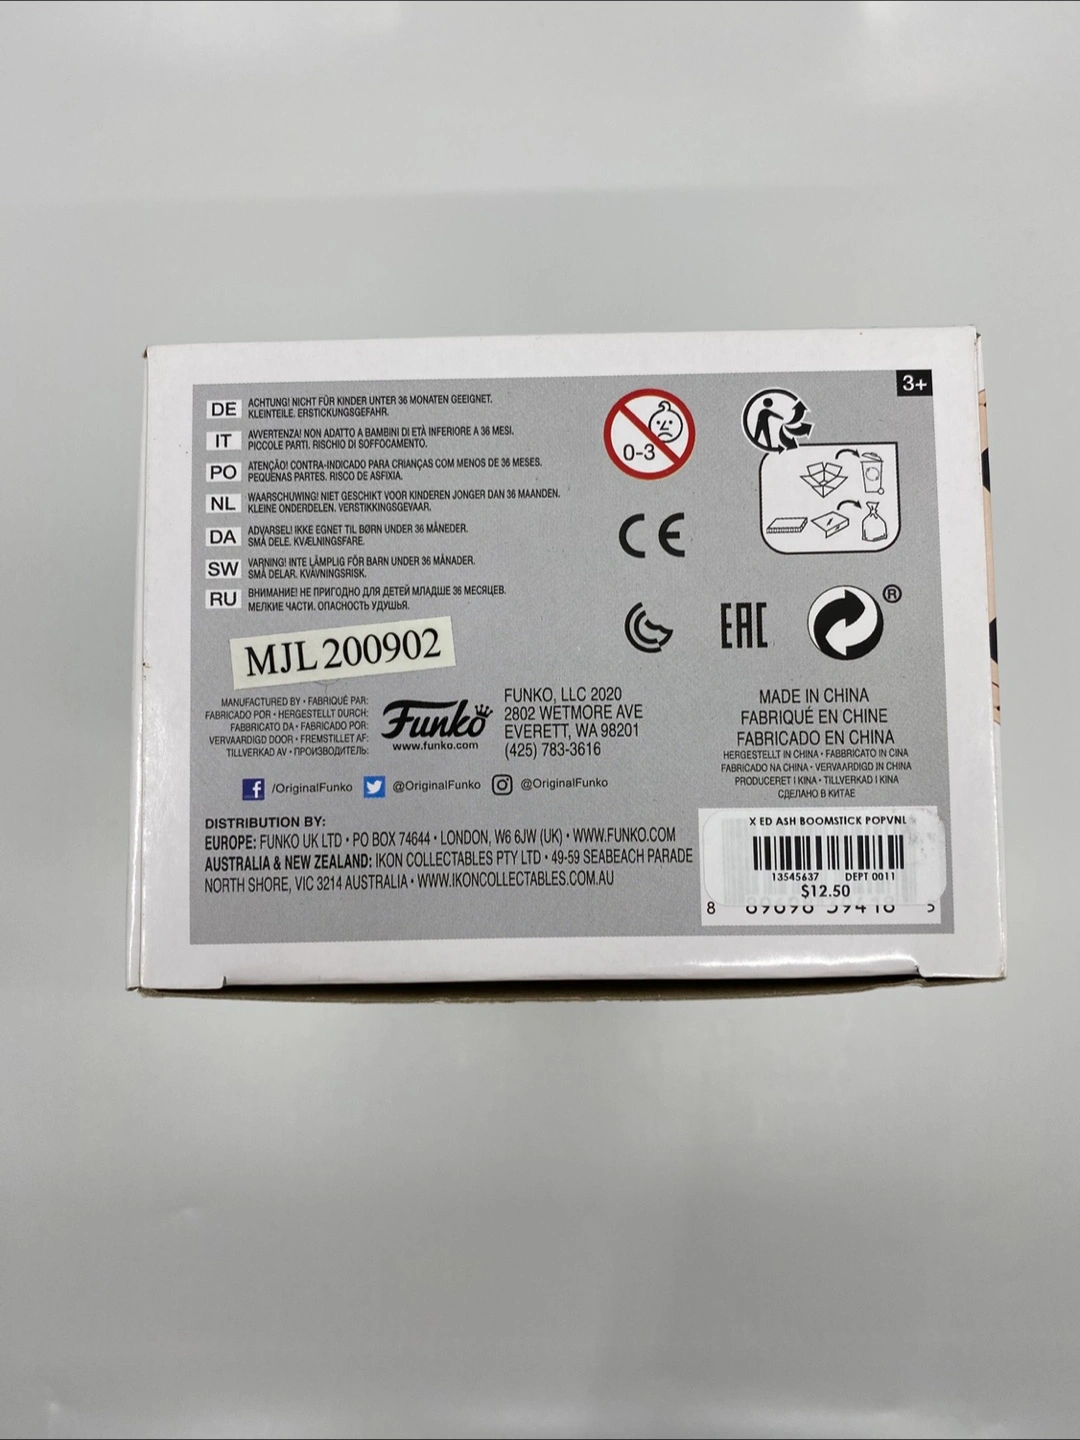 3+
DE
ACHTUNG! NICHT FÜR KINDER UNTER 36 MONATEN GEEIGNET.
KLEINTEILE. ERSTICKUNGSGEFAHR.
IT
AVVERTENZA! NON ADATTO A BAMBINI DI ETÀ INFERIORE A 36 MESI.
PICCOLE PARTI. RISCHIO DI SOFFOCAMENTO.
PO
ATENÇÃO! CONTRA-INDICADO PARA CRIANÇAS COM MENOS DE 36 MESES.
PEQUENAS PARTES. RISCO DE ASFIXIA.
NL
WAARSCHUWING! NIET GESCHIKT VOOR KINDEREN JONGER DAN 36 MAANDEN.
KLEINE ONDERDELEN. VERSTIKKINGSGEVAAR.
DA
ADVARSEL! IKKE EGNET TIL BØRN UNDER 36 MÅNEDER.
SMÅ DELE. KVÆLNINGSFARE.
SW
VARNING! INTE LÄMPLIG FÖR BARN UNDER 36 MÅNADER.
SMÅ DELAR. KVÄVNINGSRISK.
RU
ВНИМАНИЕ! НЕ ПРИГОДНО ДЛЯ ДЕТЕЙ МЛАДШЕ 36 МЕСЯЦЕВ.
МЕЛКИЕ ЧАСТИ. ОПАСНОСТЬ УДУШЬЯ.
0-3
CE
EAC
®
MJL 200902
MANUFACTURED BY • FABRIQUÉ PAR:
FABRICADO POR • HERGESTELLT DURCH:
FABBRICATO DA • FABRICADO POR:
VERVAARDIGD DOOR • FREMSTILLET AF:
TILLVERKAD AV • ПРОИЗВОДИТЕЛЬ:
Funko
www.funko.com
FUNKO, LLC 2020
2802 WETMORE AVE
EVERETT, WA 98201
(425) 783-3616
MADE IN CHINA
FABRIQUÉ EN CHINE
FABRICADO EN CHINA
HERGESTELLT IN CHINA • FABBRICATO IN CINA
FABRICADO NA CHINA • VERVAARDIGD IN CHINA
PRODUCERET I KINA • TILLVERKAD I KINA
СДЕЛАНО В КИТАЕ
/OriginalFunko @OriginalFunko @OriginalFunko
DISTRIBUTION BY:
EUROPE: FUNKO UK LTD • PO BOX 74644 • LONDON, W6 6JW (UK) • WWW.FUNKO.COM
AUSTRALIA & NEW ZEALAND: IKON COLLECTABLES PTY LTD • 49-59 SEABEACH PARADE
NORTH SHORE, VIC 3214 AUSTRALIA • WWW.IKONCOLLECTABLES.COM.AU
X ED ASH BOOMSTICK POPVNL
13545637 DEPT 0011
$12.50
8 5